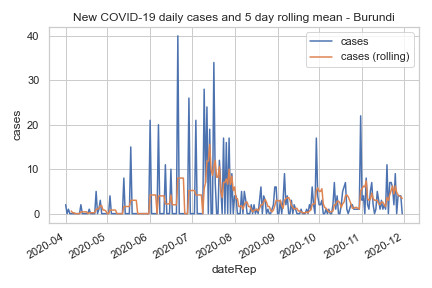 New COVID-19 daily cases and 5 day rolling mean - Burundi
cases
cases (rolling)
40
30
20
10
0
cases
2020-04
2020-05
2020-06
2020-07
2020-08
2020-09
2020-10
2020-11
2020-12
dateRep